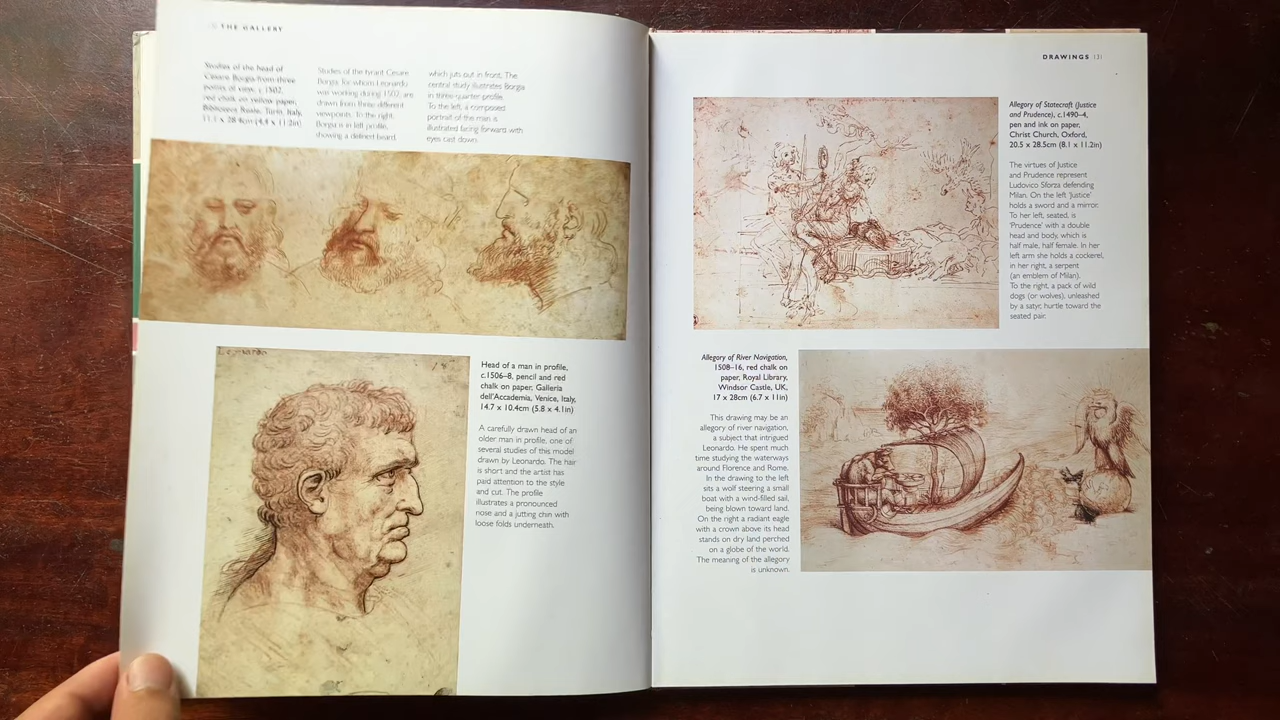 THE GALLERY
Studies of the head of
Cesare Borgia from three
points of view, c.1502,
red chalk on yellow paper,
Biblioteca Reale, Turin, Italy,
11.1 x 28.4cm (4.4 x 11.2in)
Studies of the tyrant Cesare
Borgia, for whom Leonardo
was working during 1502, are
drawn from three different
viewpoints. To the right,
Borgia is in left profile,
showing a defined beard,
which juts out in front. The
central study illustrates Borgia
in three-quarter profile.
To the left, a composed
portrait of the man is
illustrated facing forward with
eyes cast down.
Leonardo
Head of a man in profile,
c.1506–8, pencil and red
chalk on paper, Galleria
dell'Accademia, Venice, Italy,
14.7 x 10.4cm (5.8 x 4.1in)
A carefully drawn head of an
older man in profile, one of
several studies of this model
drawn by Leonardo. The hair
is short and the artist has
paid attention to the style
and cut. The profile
illustrates a pronounced
nose and a jutting chin with
loose folds underneath.
DRAWINGS 131
Allegory of Statecraft (Justice
and Prudence), c.1490–4,
pen and ink on paper,
Christ Church, Oxford,
20.5 x 28.5cm (8.1 x 11.2in)
The virtues of Justice
and Prudence represent
Ludovico Sforza defending
Milan. On the left 'Justice'
holds a sword and a mirror.
To her left, seated, is
'Prudence' with a double
head and body, which is
half male, half female. In her
left arm she holds a cockerel,
in her right, a serpent
(an emblem of Milan).
To the right, a pack of wild
dogs (or wolves), unleashed
by a satyr, hurtle toward the
seated pair.
Allegory of River Navigation,
1508–16, red chalk on
paper, Royal Library,
Windsor Castle, UK,
17 x 28cm (6.7 x 11in)
This drawing may be an
allegory of river navigation,
a subject that intrigued
Leonardo. He spent much
time studying the waterways
around Florence and Rome.
In the drawing to the left
sits a wolf steering a small
boat with a wind-filled sail,
being blown toward land.
On the right a radiant eagle
with a crown above its head
stands on dry land perched
on a globe of the world.
The meaning of the allegory
is unknown.